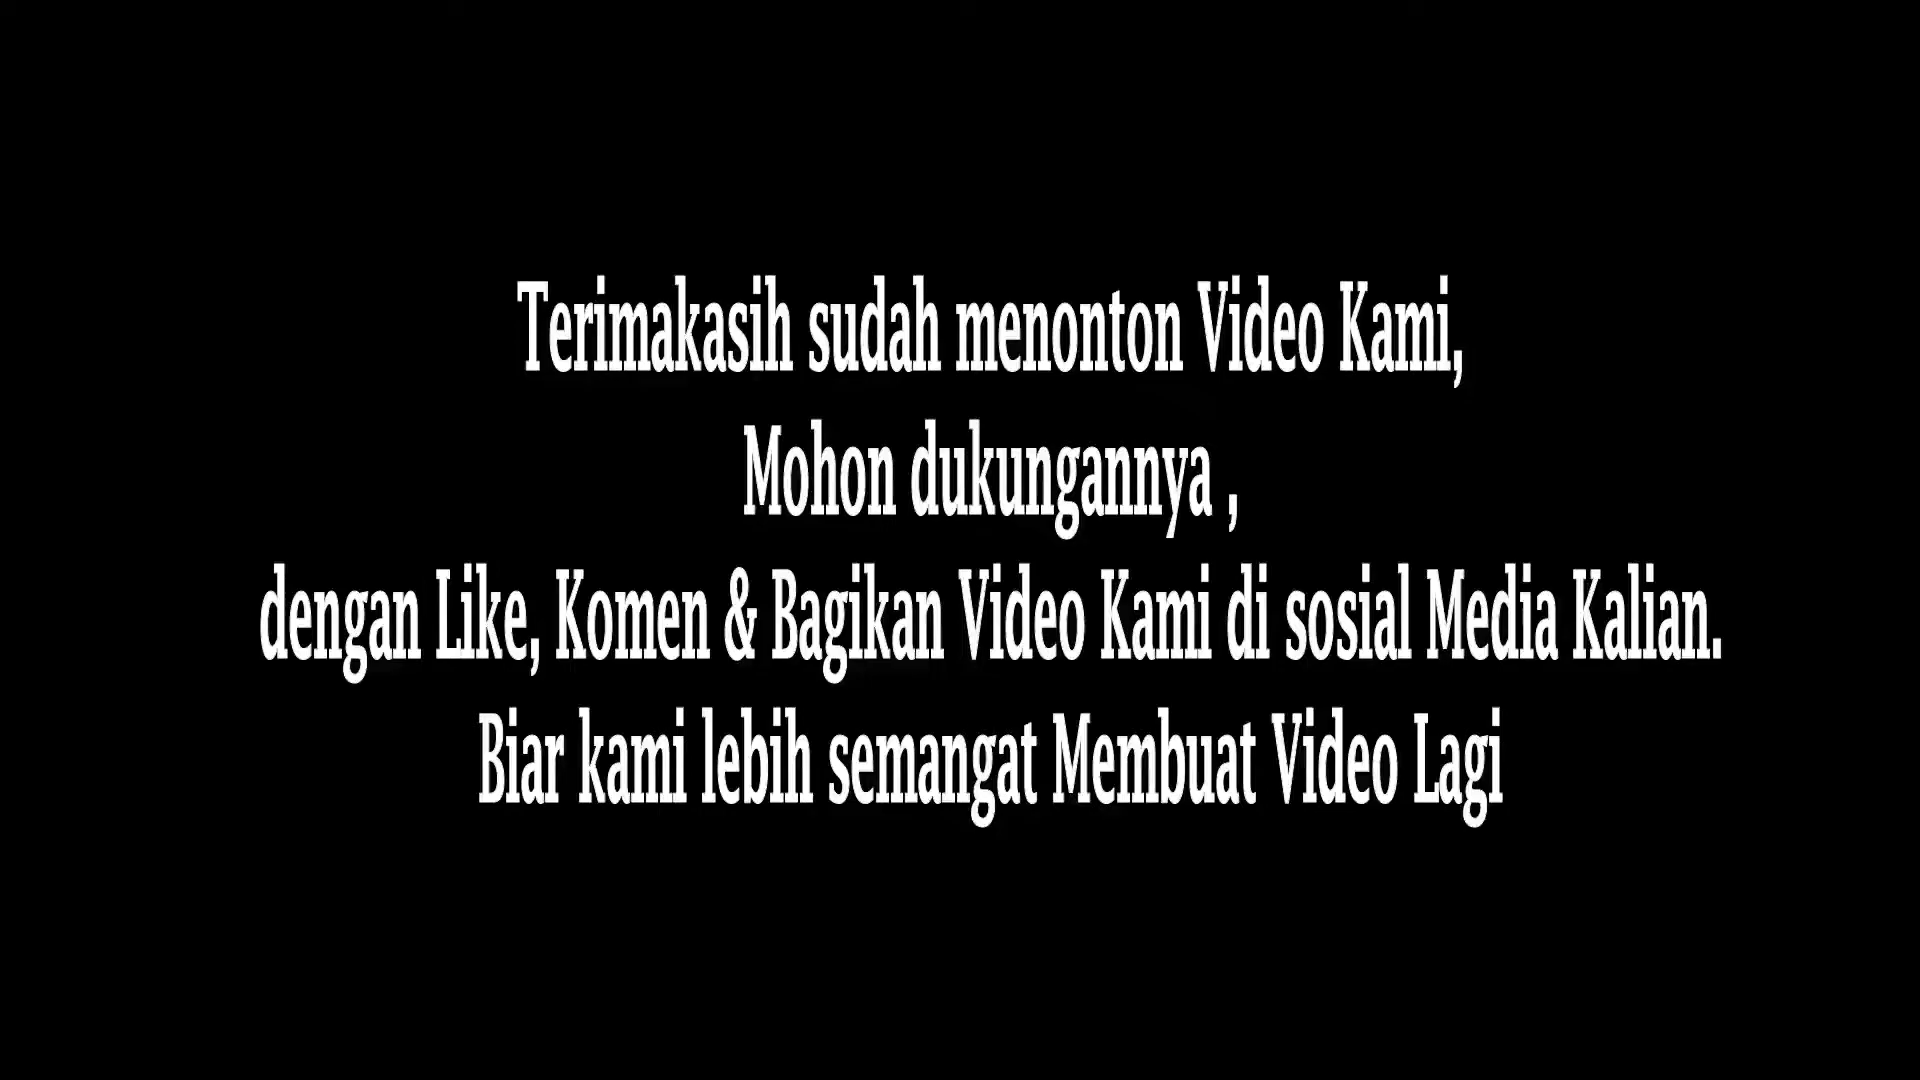 Terimakasih sudah menonton Video Kami,
Mohon dukungannya ,
dengan Like, Komen & Bagikan Video Kami di sosial Media Kalian.
Biar kami lebih semangat Membuat Video Lagi